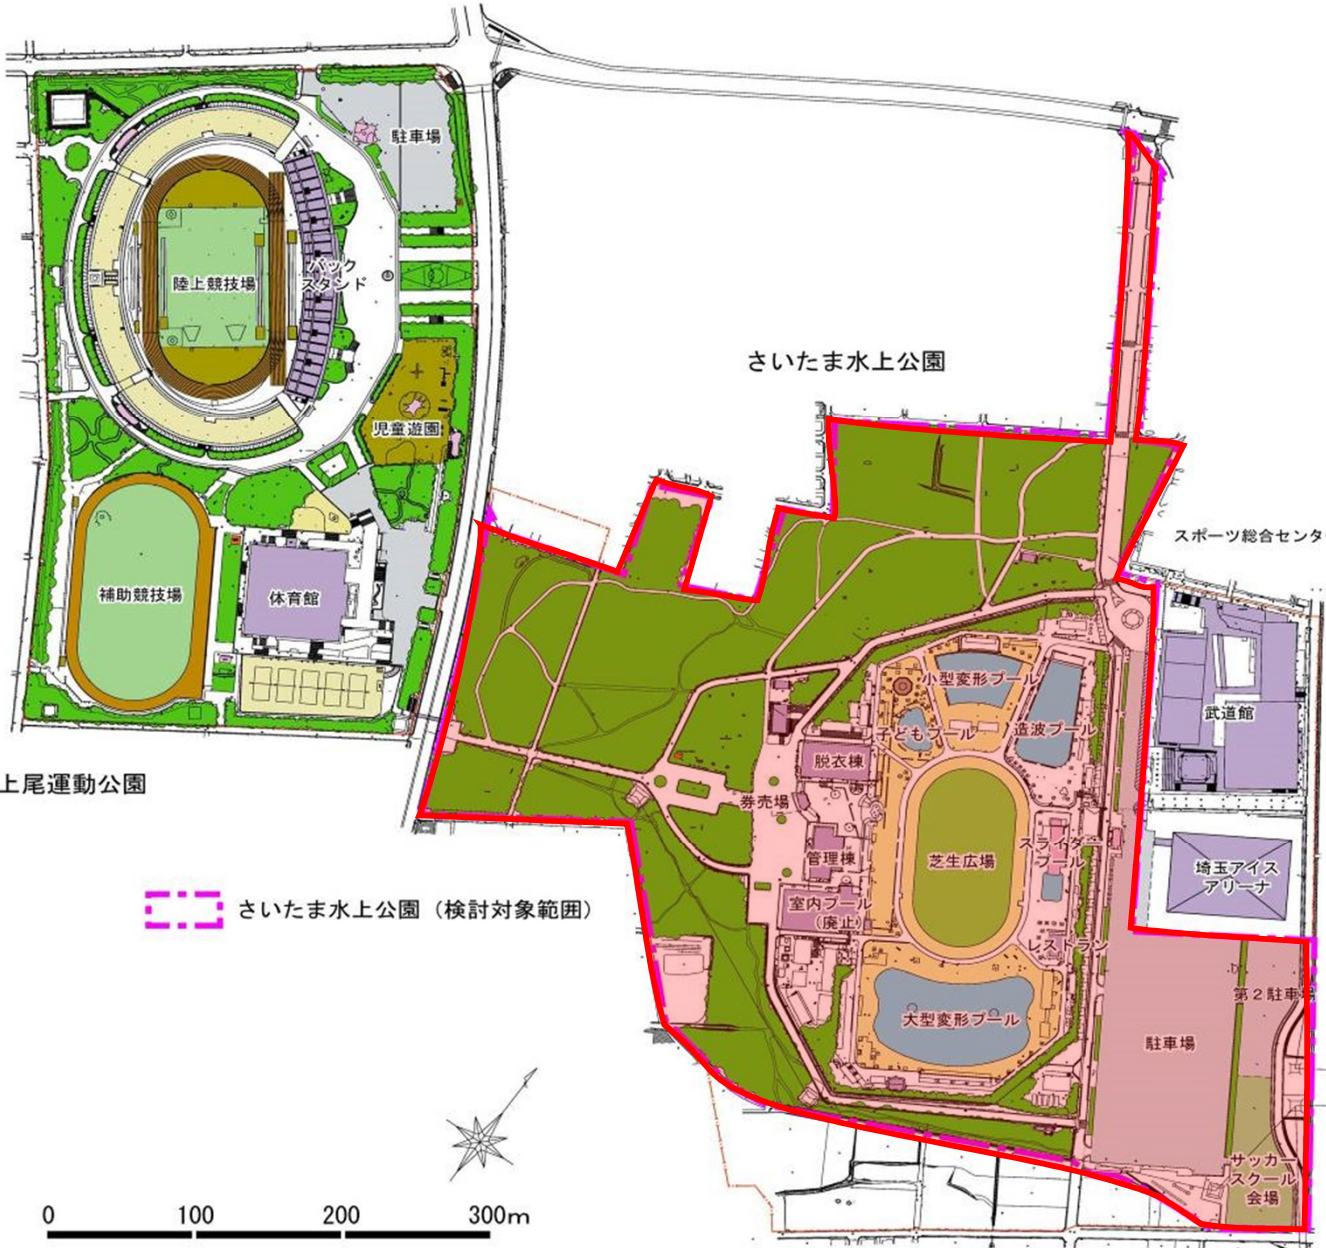 駐車場
陸上競技場
バック
スタンド
さいたま水上公園
児童遊園
スポーツ総合センタ
補助競技場
体育館
小型変形プール
武道館
子どもプール
造波プール
脱衣棟
上尾運動公園
券売場
スライダー
プール
管理棟
芝生広場
埼玉アイス
アリーナ
さいたま水上公園（検討対象範囲）
室内プール
（廃止）
レストラン
第２駐車場
大型変形プール
駐車場
サッカー
スクール
会場
0 100 200 300m